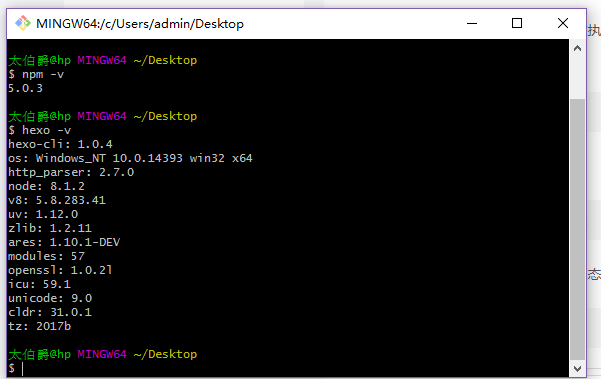 MINGW64:/c/Users/admin/Desktop
执
太伯爵@hp MINGW64 ~/Desktop
$ npm -v
5.0.3
太伯爵@hp MINGW64 ~/Desktop
$ hexo -v
hexo-cli: 1.0.4
os: Windows_NT 10.0.14393 win32 x64
http_parser: 2.7.0
node: 8.1.2
v8: 5.8.283.41
uv: 1.12.0
zlib: 1.2.11
ares: 1.10.1-DEV
modules: 57
openssl: 1.0.2l
态
icu: 59.1
unicode: 9.0
cldr: 31.0.1
tz: 2017b
太伯爵@hp MINGW64 ~/Desktop
$